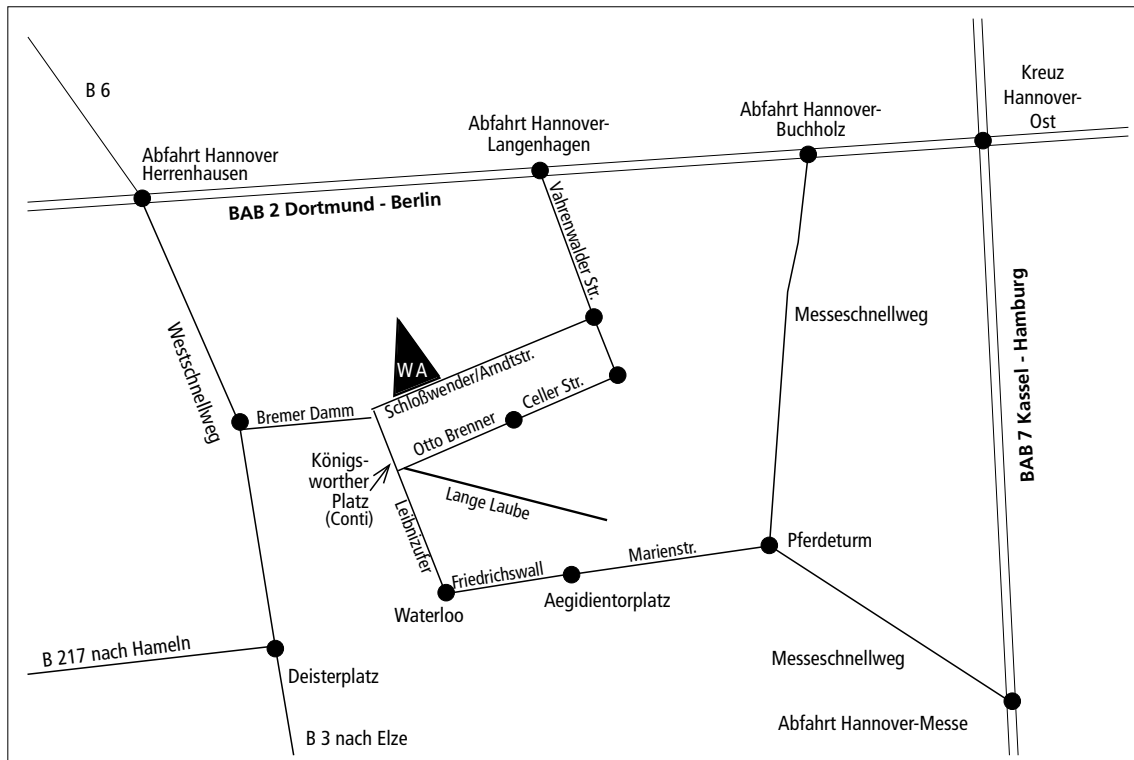 B 6
Kreuz
Hannover-
Ost
Abfahrt Hannover-
Buchholz
Abfahrt Hannover-
Langenhagen
Abfahrt Hannover
Herrenhausen
BAB 2 Dortmund - Berlin
Vahrenwalder Str.
Messeschnellweg
BAB 7 Kassel - Hamburg
Westschnellweg
WA
Schloßwender/Arndtstr.
Bremer Damm
Celler Str.
Otto Brenner
Königs-
worther
Platz
(Conti)
Lange Laube
Leibnizufer
Pferdeturm
Marienstr.
Friedrichswall
Aegidientorplatz
Waterloo
B 217 nach Hameln
Deisterplatz
Messeschnellweg
Abfahrt Hannover-Messe
B 3 nach Elze